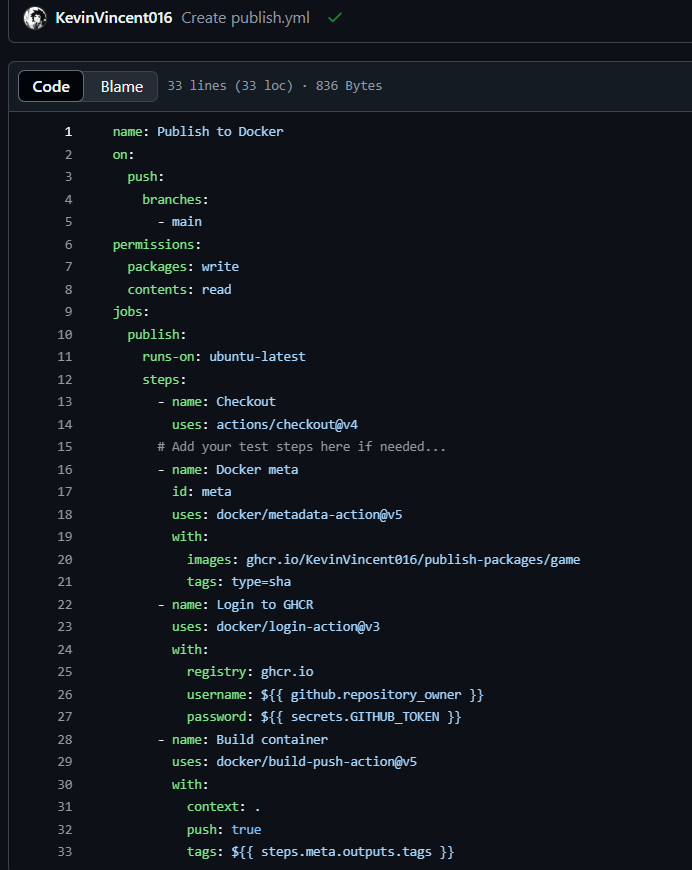 KevinVincent016 Create publish.yml
Code Blame 33 lines (33 loc) · 836 Bytes
1 name: Publish to Docker
2 on:
3   push:
4     branches:
5       - main
6 permissions:
7   packages: write
8   contents: read
9 jobs:
10   publish:
11     runs-on: ubuntu-latest
12     steps:
13       - name: Checkout
14         uses: actions/checkout@v4
15       # Add your test steps here if needed...
16       - name: Docker meta
17         id: meta
18         uses: docker/metadata-action@v5
19         with:
20           images: ghcr.io/KevinVincent016/publish-packages/game
21           tags: type=sha
22       - name: Login to GHCR
23         uses: docker/login-action@v3
24         with:
25           registry: ghcr.io
26           username: ${{ github.repository_owner }}
27           password: ${{ secrets.GITHUB_TOKEN }}
28       - name: Build container
29         uses: docker/build-push-action@v5
30         with:
31           context: .
32           push: true
33           tags: ${{ steps.meta.outputs.tags }}